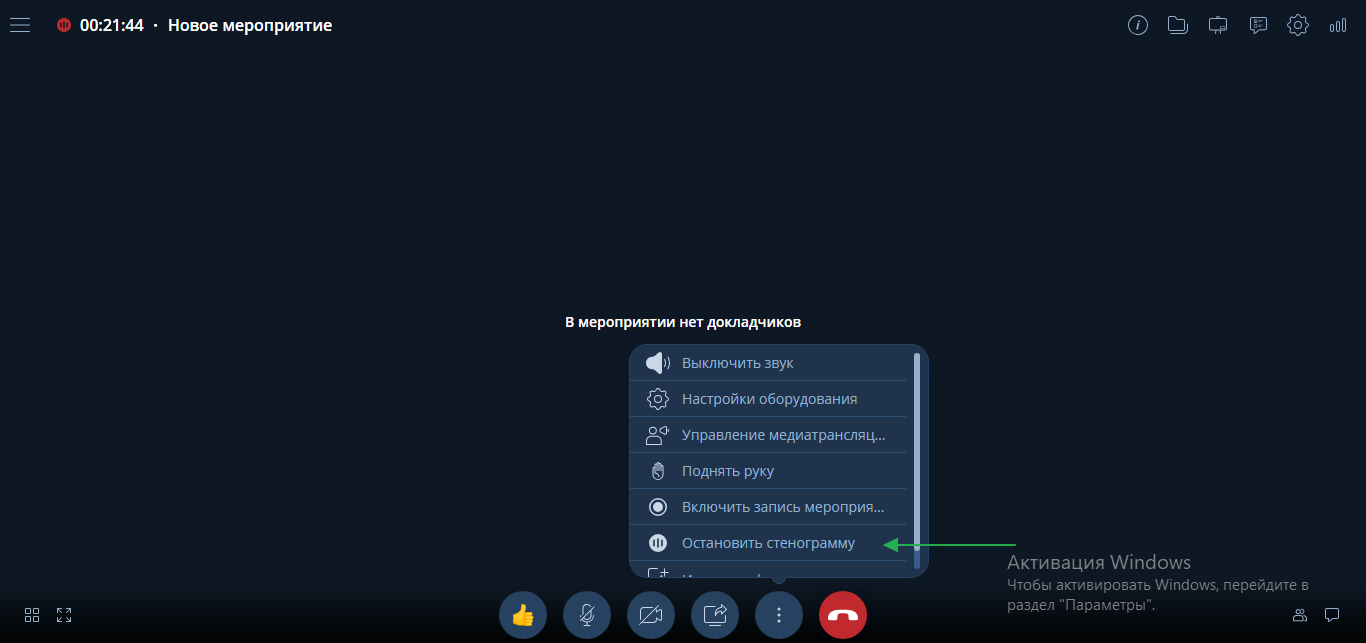 00:21:44 · Новое мероприятие
В мероприятии нет докладчиков
Выключить звук
Настройки оборудования
Управление медиатрансляц...
Поднять руку
Включить запись мероприя...
Остановить стенограмму
Активация Windows
Чтобы активировать Windows, перейдите в
раздел "Параметры".